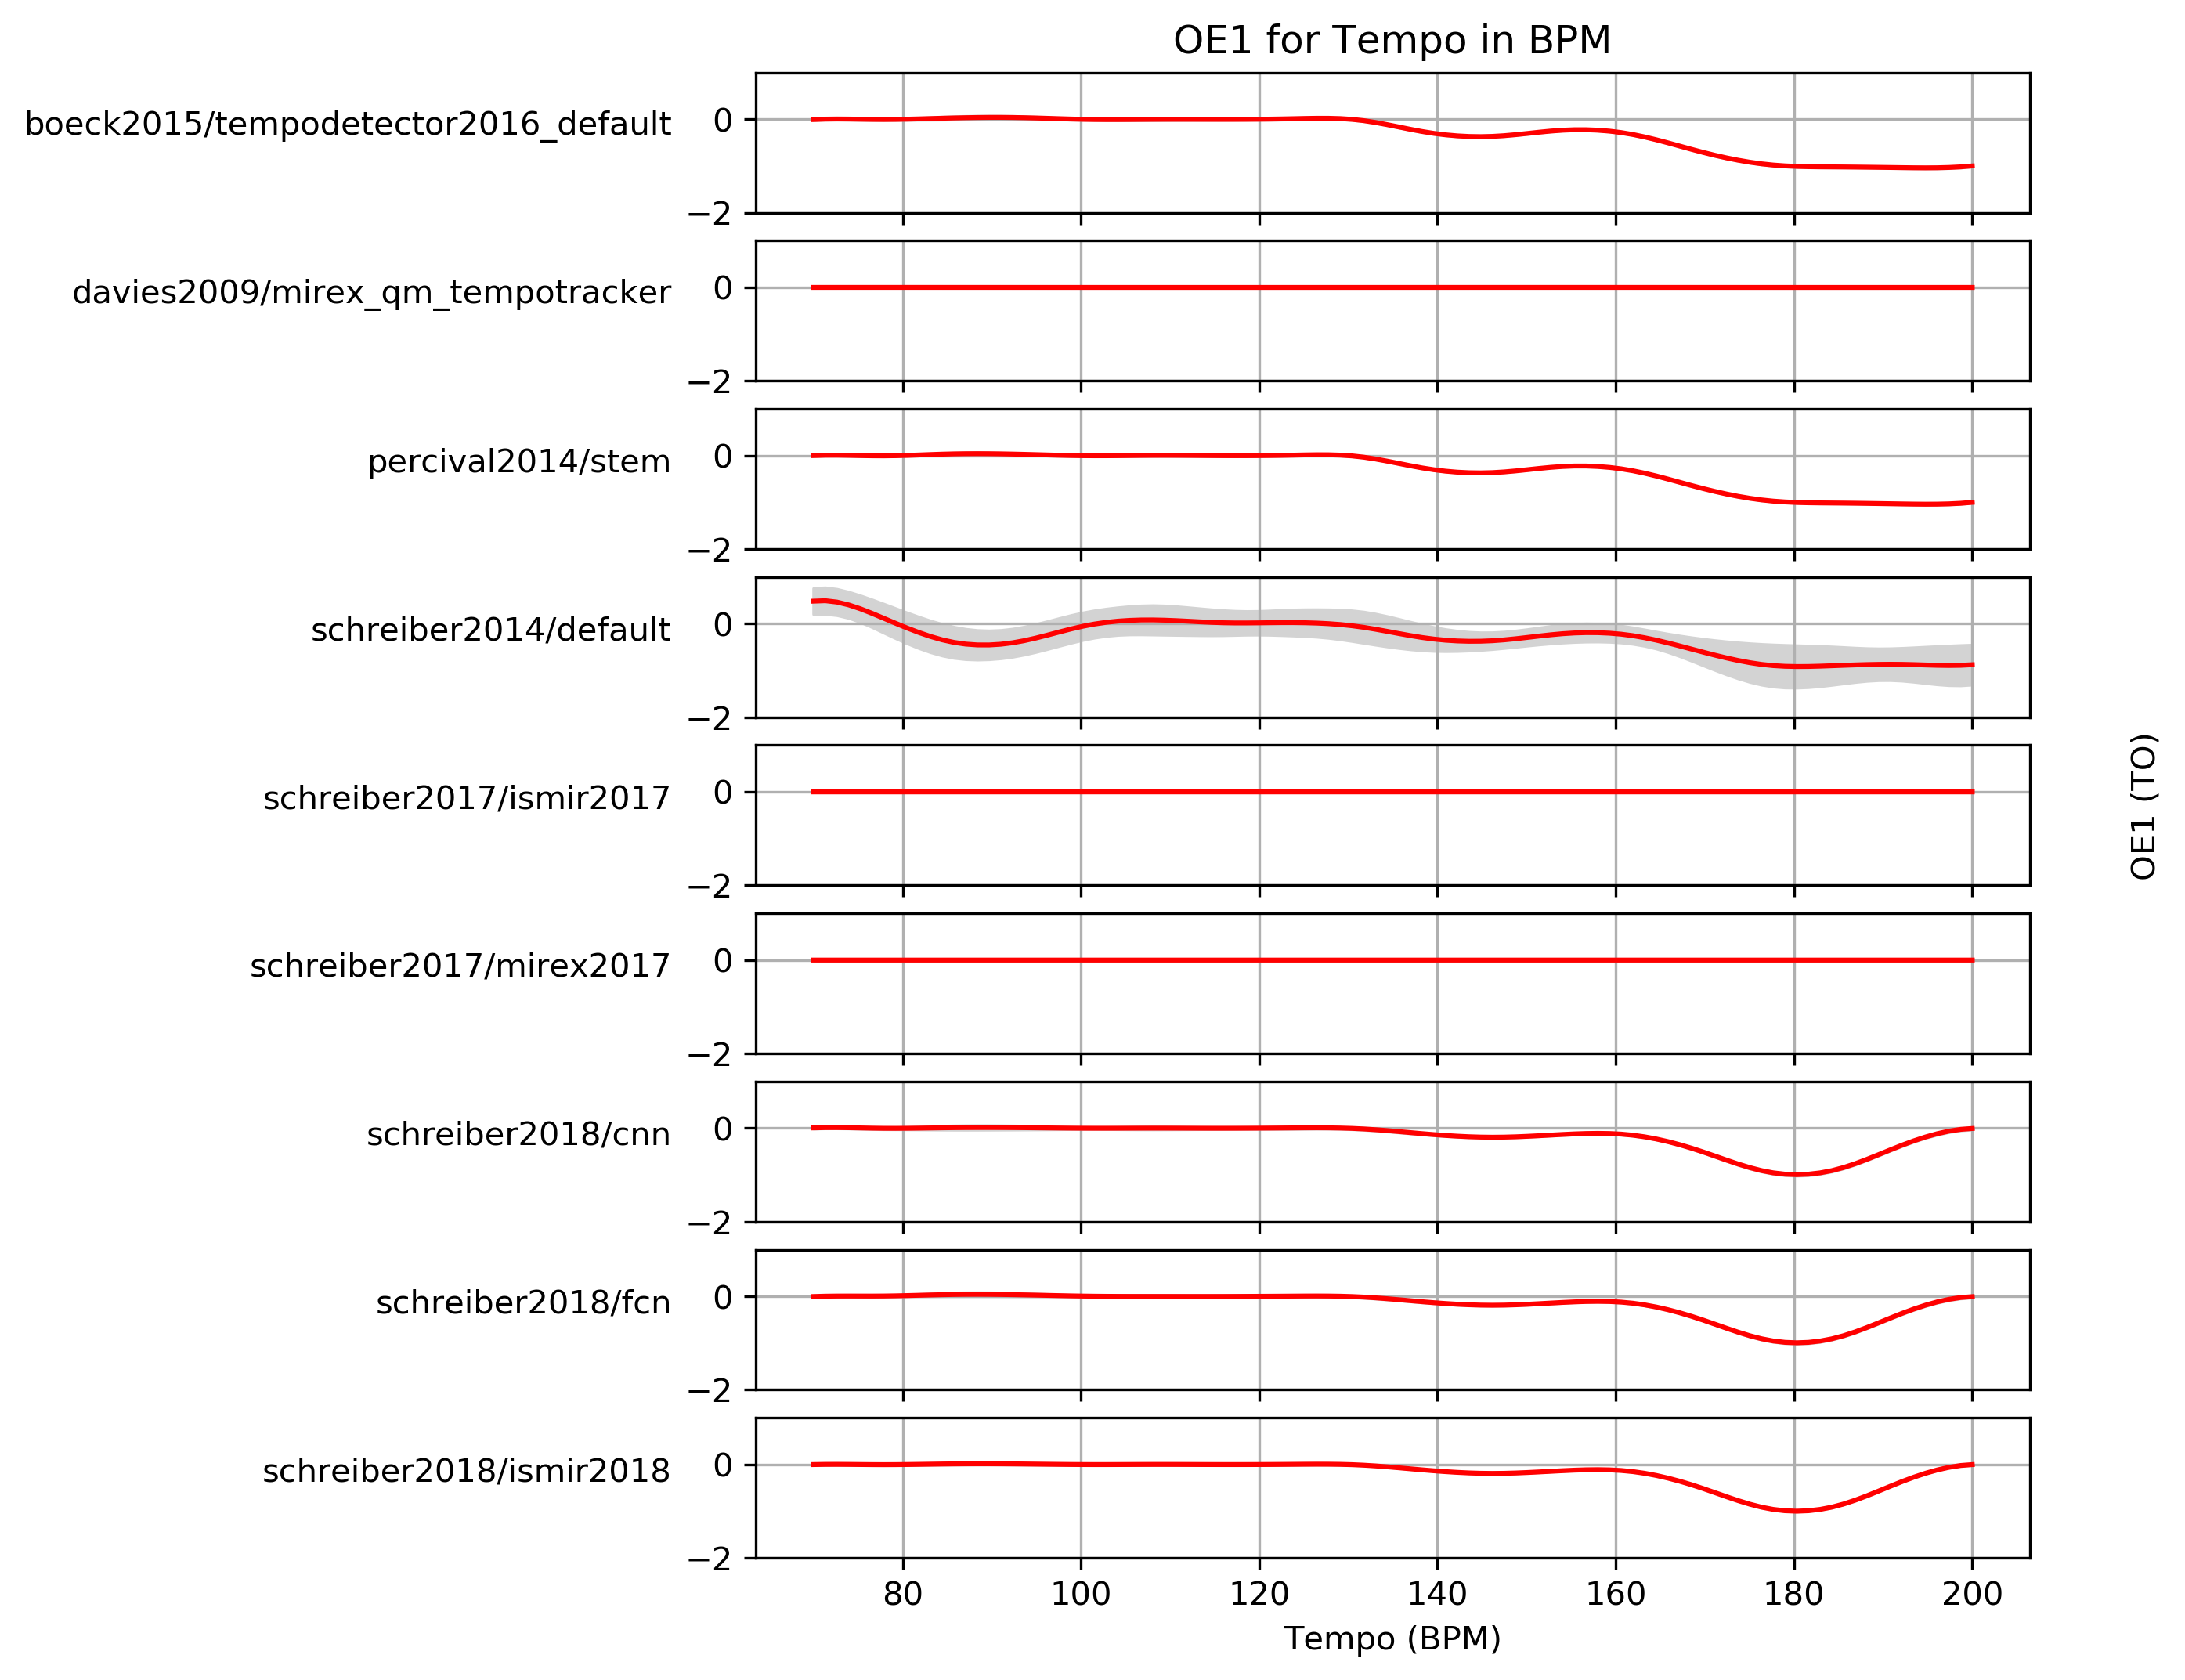 OE1 for Tempo in BPM
boeck2015/tempodetector2016_default
0
−2
davies2009/mirex_qm_tempotracker
0
−2
percival2014/stem
0
−2
schreiber2014/default
0
−2
schreiber2017/ismir2017
0
−2
schreiber2017/mirex2017
0
−2
schreiber2018/cnn
0
−2
schreiber2018/fcn
0
−2
schreiber2018/ismir2018
0
−2
80 100 120 140 160 180 200
Tempo (BPM)
OE1 (TO)